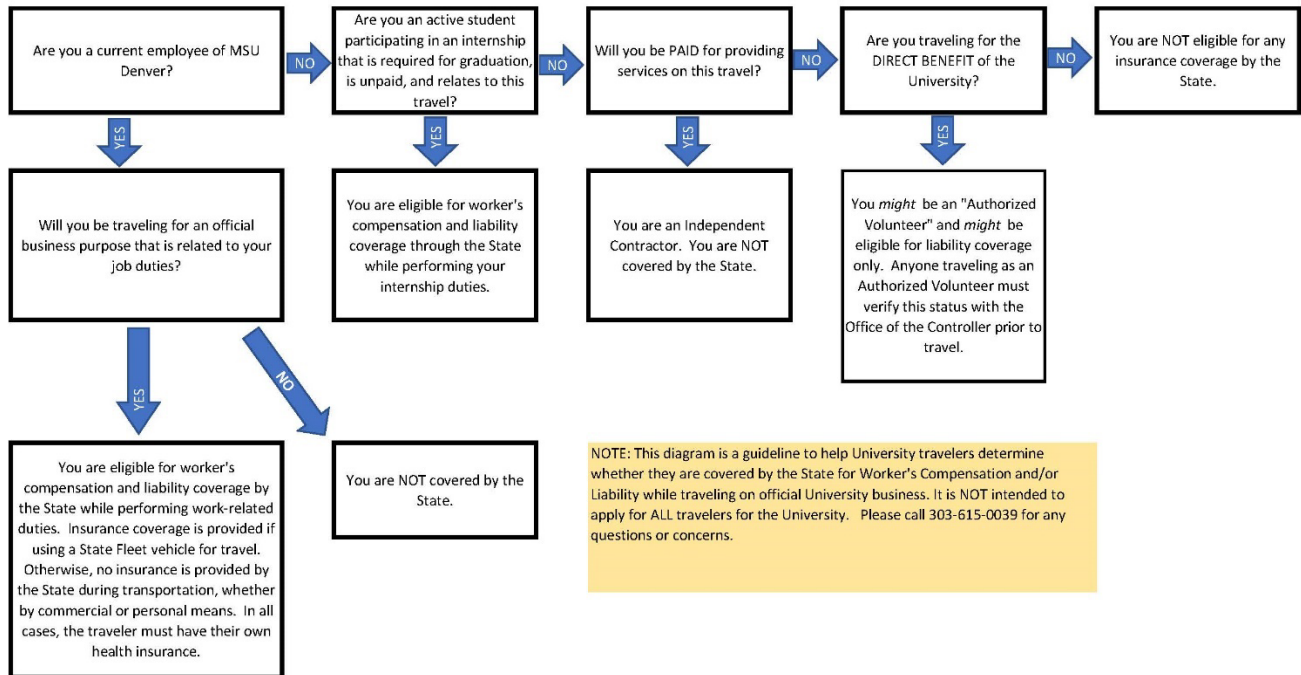 Are you a current employee of MSU
Denver?
NO
Are you an active student
participating in an internship
that is required for graduation,
is unpaid, and relates to this
travel?
NO
Will you be PAID for providing
services on this travel?
NO
Are you traveling for the
DIRECT BENEFIT of the
University?
NO
You are NOT eligible for any
insurance coverage by the
State.
YES
YES
YES
YES
Will you be traveling for an official
business purpose that is related to your
job duties?
You are eligible for worker's
compensation and liability
coverage through the State
while performing your
internship duties.
You are an Independent
Contractor. You are NOT
covered by the State.
You might be an "Authorized
Volunteer" and might be
eligible for liability coverage
only. Anyone traveling as an
Authorized Volunteer must
verify this status with the
Office of the Controller prior to
travel.
YES
NO
You are eligible for worker's
compensation and liability coverage by
the State while performing work-related
duties. Insurance coverage is provided if
using a State Fleet vehicle for travel.
Otherwise, no insurance is provided by
the State during transportation, whether
by commercial or personal means. In all
cases, the traveler must have their own
health insurance.
You are NOT covered by the
State.
NOTE: This diagram is a guideline to help University travelers determine
whether they are covered by the State for Worker's Compensation and/or
Liability while traveling on official University business. It is NOT intended to
apply for ALL travelers for the University. Please call 303-615-0039 for any
questions or concerns.